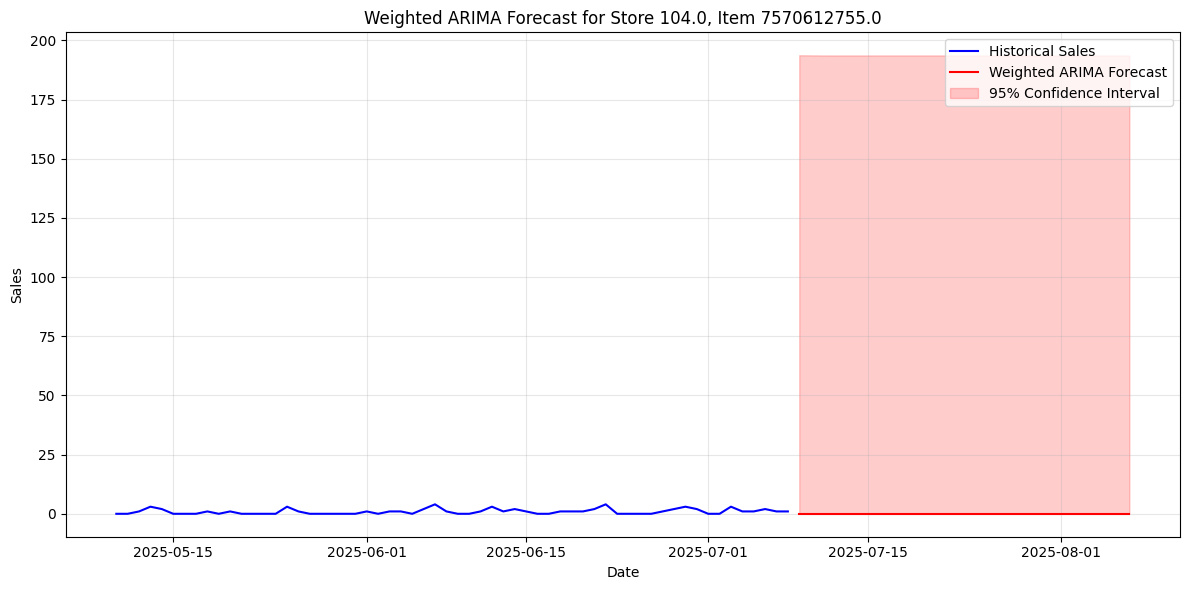 Weighted ARIMA Forecast for Store 104.0, Item 7570612755.0
Historical Sales
Weighted ARIMA Forecast
95% Confidence Interval
Sales
200
175
150
125
100
75
50
25
0
2025-05-15
2025-06-01
2025-06-15
2025-07-01
2025-07-15
2025-08-01
Date